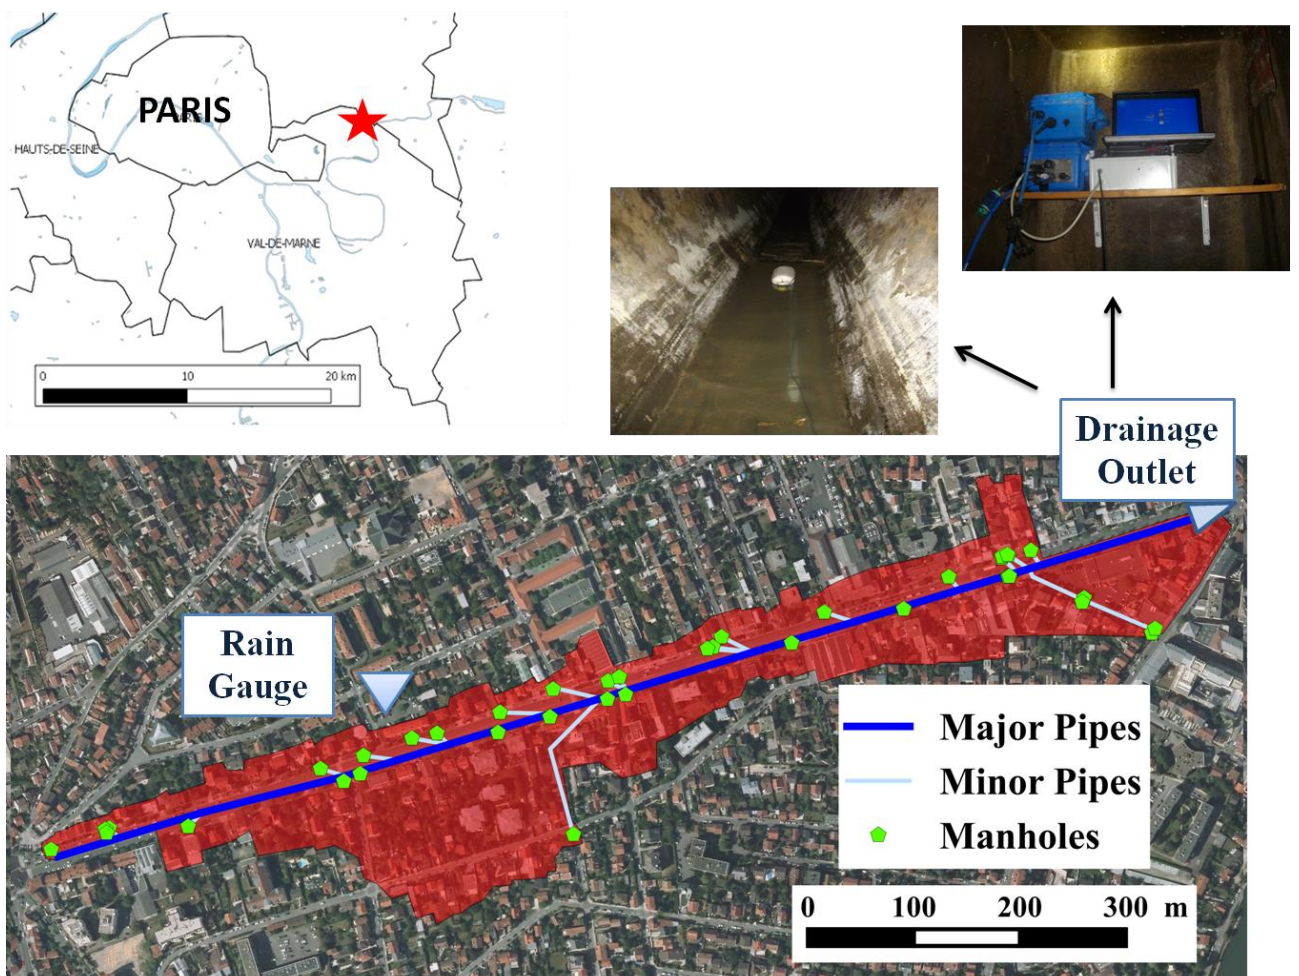 PARIS
PARIS
HAUTS-DE-SEINE
VAL-DE-MARNE
0 10 20 km
Drainage
Outlet
Rain
Gauge
Major Pipes
Minor Pipes
Manholes
0 100 200 300 m